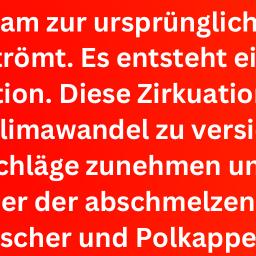 am zur ursprünglich
trömt. Es entsteht ei
tion. Diese Zirkuation
limawandel zu versi
chläge zunehmen un
er der abschmelzen
scher und Polkappe